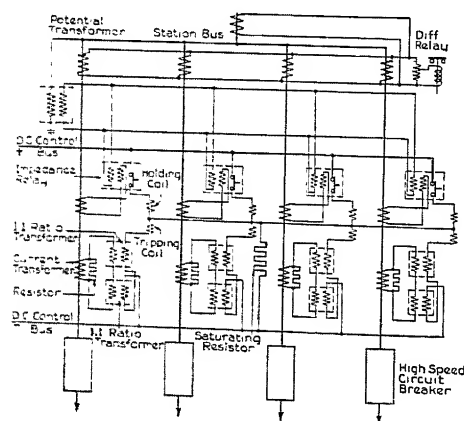 Potential
Transformer
Station Bus
Diff
Relay
D.C Control
+ Bus
Impedance
Relay
Holding
Coil
1:1 Ratio
Transformer
Tripping
Coil
Current
Transformer
Resistor
D.C Control
- Bus
1:1 Ratio
Transformer
Saturating
Resistor
High Speed
Circuit
Breaker